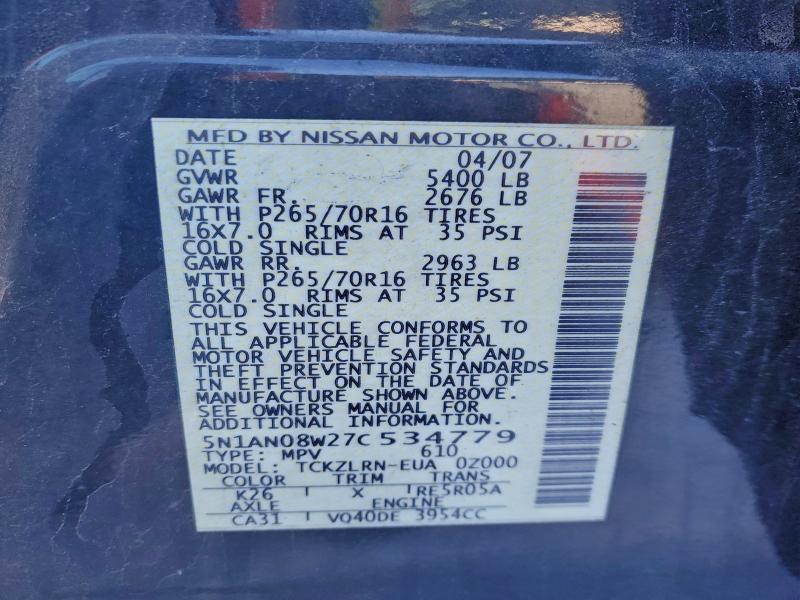 MFD BY NISSAN MOTOR CO., LTD.
DATE 04/07
GVWR 5400 LB
GAWR FR. 2676 LB
WITH P265/70R16 TIRES
16X7.0 RIMS AT 35 PSI
COLD SINGLE
GAWR RR. 2963 LB
WITH P265/70R16 TIRES
16X7.0 RIMS AT 35 PSI
COLD SINGLE
THIS VEHICLE CONFORMS TO
ALL APPLICABLE FEDERAL
MOTOR VEHICLE SAFETY AND
THEFT PREVENTION STANDARDS
IN EFFECT ON THE DATE OF
MANUFACTURE SHOWN ABOVE.
SEE OWNERS MANUAL FOR
ADDITIONAL INFORMATION.
5N1AN08W27C534779
TYPE: MPV 610
MODEL: TCKZLRN-EUA 0Z000
COLOR TRIM TRANS
K26 X RE5R05A
AXLE ENGINE
CA31 VQ40DE 3954CC